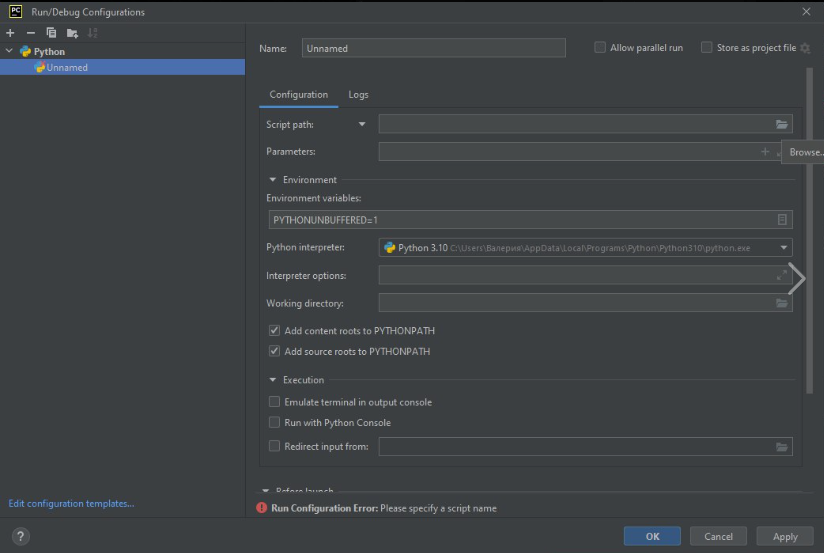 PC Run/Debug Configurations
Python
Unnamed
Name: Unnamed
Allow parallel run
Store as project file
Configuration Logs
Script path:
Parameters:
Browse..
Environment
Environment variables:
PYTHONUNBUFFERED=1
Python interpreter: Python 3.10 C:\Users\Валерия\AppData\Local\Programs\Python\Python310\python.exe
Interpreter options:
Working directory:
Add content roots to PYTHONPATH
Add source roots to PYTHONPATH
Execution
Emulate terminal in output console
Run with Python Console
Redirect input from:
Before launch
Edit configuration templates...
Run Configuration Error: Please specify a script name
? OK Cancel Apply